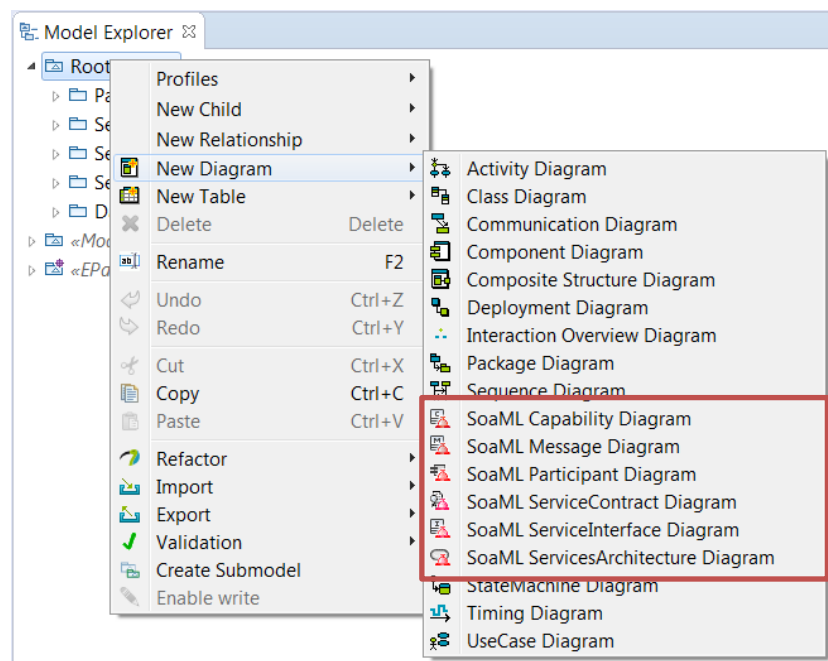 Model Explorer
Root
Pa
Se
Se
Se
D
«Mod
«EPa
Profiles
New Child
New Relationship
New Diagram
New Table
Delete Delete
Rename F2
Undo Ctrl+Z
Redo Ctrl+Y
Cut Ctrl+X
Copy Ctrl+C
Paste Ctrl+V
Refactor
Import
Export
Validation
Create Submodel
Enable write
Activity Diagram
Class Diagram
Communication Diagram
Component Diagram
Composite Structure Diagram
Deployment Diagram
Interaction Overview Diagram
Package Diagram
Sequence Diagram
SoaML Capability Diagram
SoaML Message Diagram
SoaML Participant Diagram
SoaML ServiceContract Diagram
SoaML ServiceInterface Diagram
SoaML ServicesArchitecture Diagram
StateMachine Diagram
Timing Diagram
UseCase Diagram